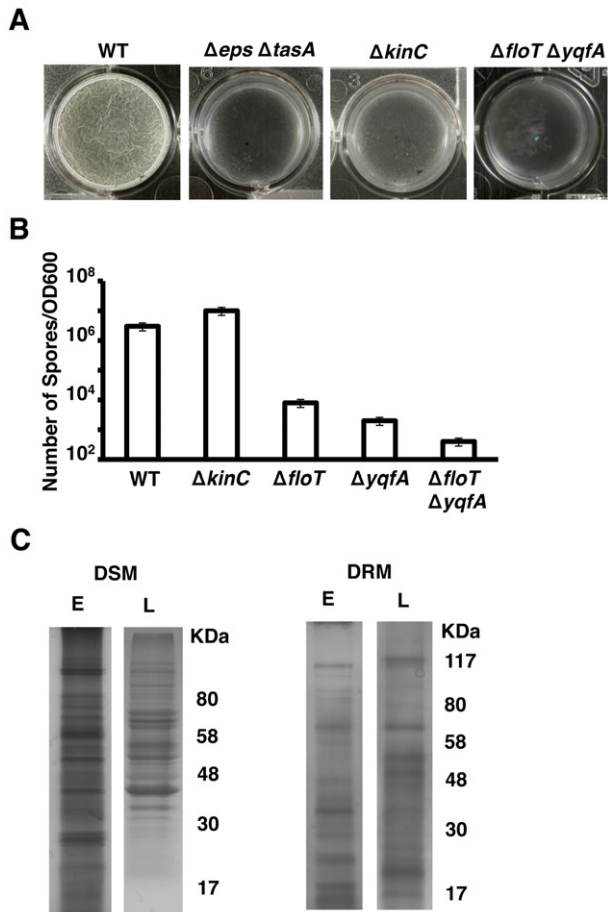 A
WT
Δeps ΔtasA
ΔkinC
ΔfloT ΔyqfA
B
Number of Spores/OD600
10⁸
10⁶
10⁴
10²
WT
ΔkinC
ΔfloT
ΔyqfA
ΔfloT
ΔyqfA
C
DSM
DRM
E
L
E
L
KDa
80
58
48
30
17
KDa
117
80
58
48
30
17